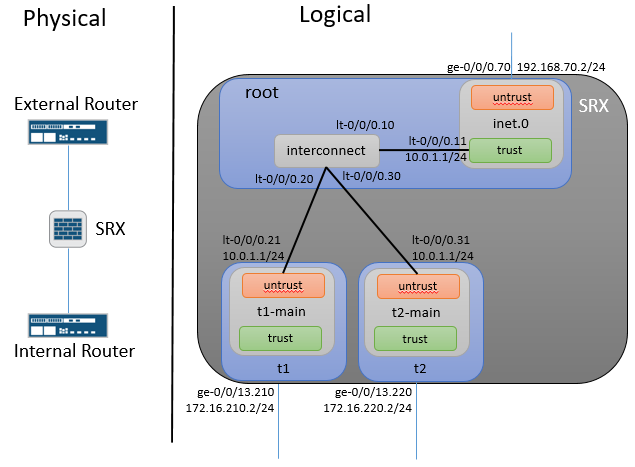 Physical
Logical
External Router
SRX
Internal Router
ge-0/0/0.70 192.168.70.2/24
root
untrust
SRX
inet.0
lt-0/0/0.10
interconnect
lt-0/0/0.11
10.0.1.1/24
trust
lt-0/0/0.20
lt-0/0/0.30
lt-0/0/0.21
10.0.1.1/24
lt-0/0/0.31
10.0.1.1/24
untrust
t1-main
trust
t1
untrust
t2-main
trust
t2
ge-0/0/13.210
172.16.210.2/24
ge-0/0/13.220
172.16.220.2/24